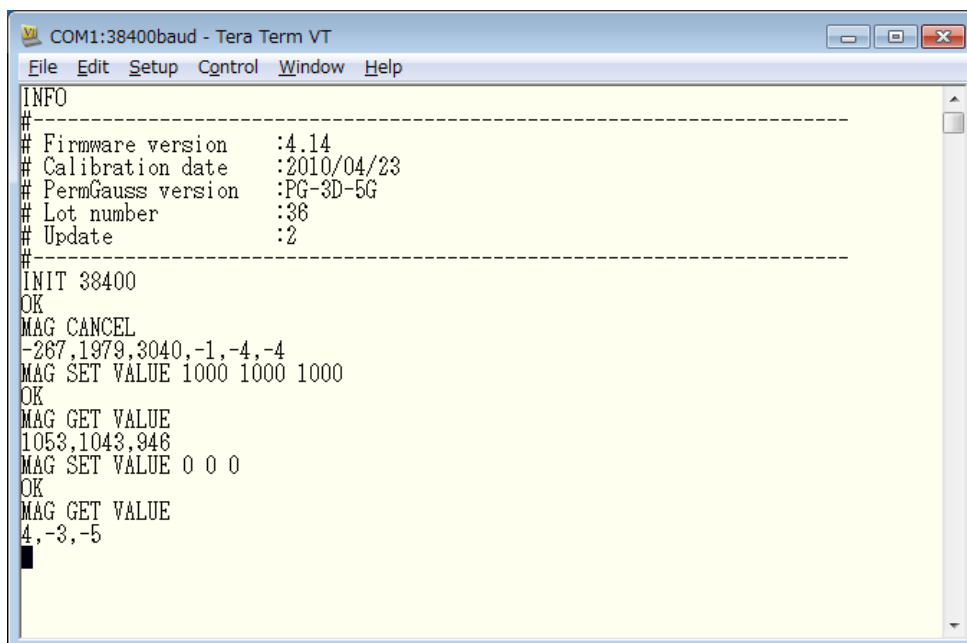 COM1:38400baud - Tera Term VT
File Edit Setup Control Window Help
INFO
#----------------------------------------------------------------------
# Firmware version :4.14
# Calibration date :2010/04/23
# PermGauss version :PG-3D-5G
# Lot number :36
# Update :2
#----------------------------------------------------------------------
INIT 38400
OK
MAG CANCEL
-267,1979,3040,-1,-4,-4
MAG SET VALUE 1000 1000 1000
OK
MAG GET VALUE
1053,1043,946
MAG SET VALUE 0 0 0
OK
MAG GET VALUE
4,-3,-5